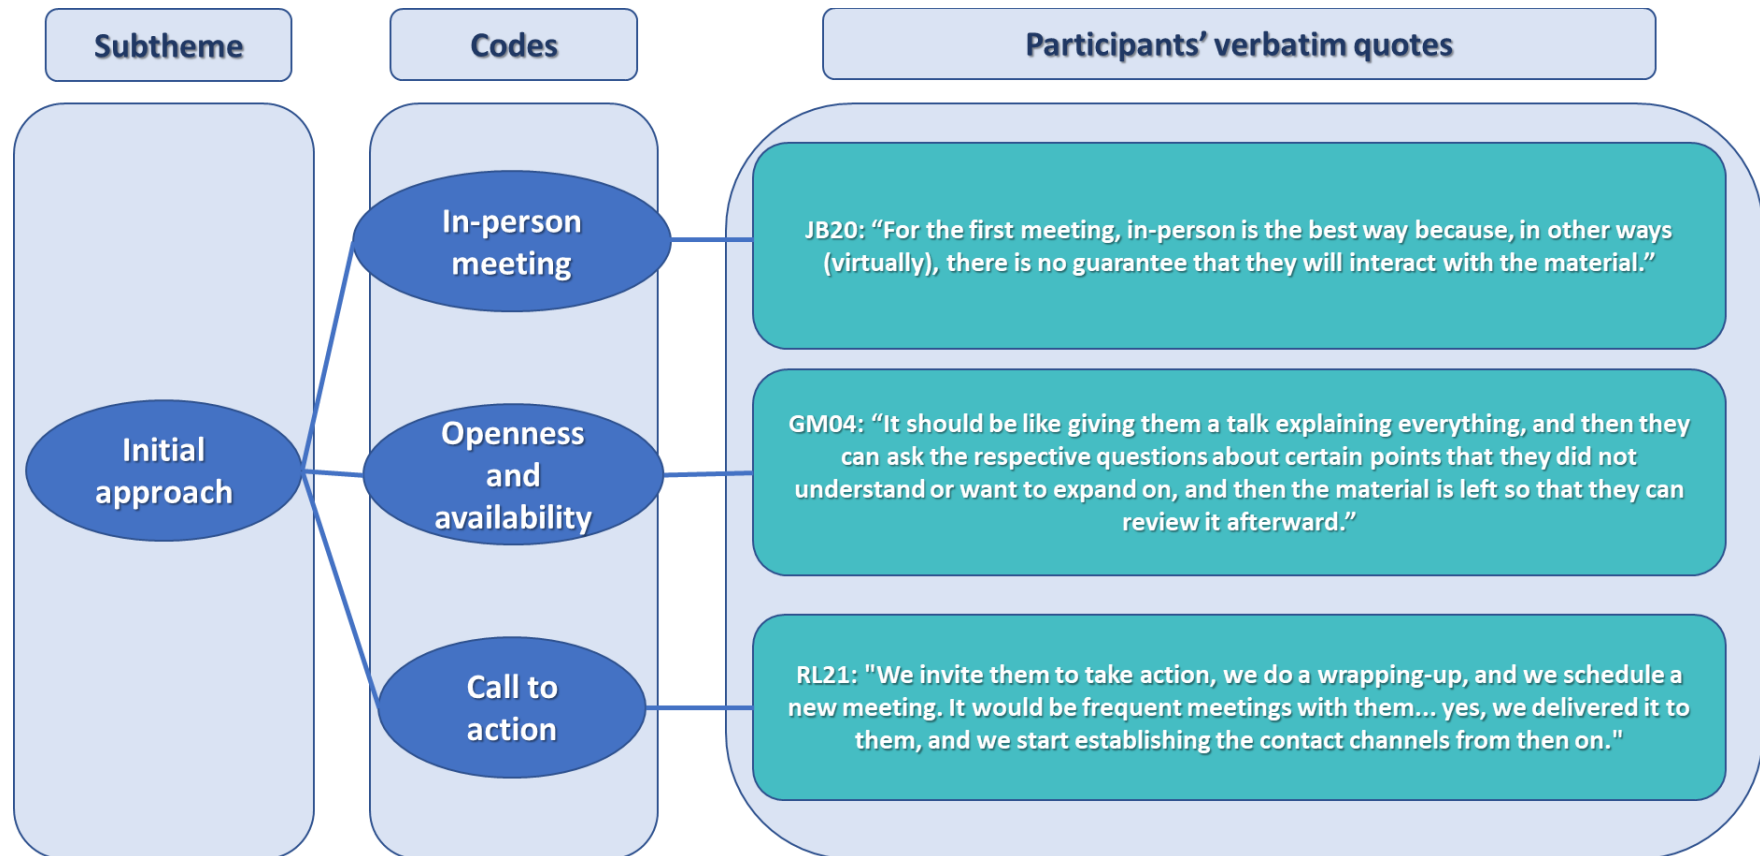 Subtheme
Codes
Participants’ verbatim quotes
Initial
approach
In-person
meeting
JB20: “For the first meeting, in-person is the best way because, in other ways
(virtually), there is no guarantee that they will interact with the material.”
Openness
and
availability
GM04: “It should be like giving them a talk explaining everything, and then they
can ask the respective questions about certain points that they did not
understand or want to expand on, and then the material is left so that they can
review it afterward.”
Call to
action
RL21: "We invite them to take action, we do a wrapping-up, and we schedule a
new meeting. It would be frequent meetings with them... yes, we delivered it to
them, and we start establishing the contact channels from then on."